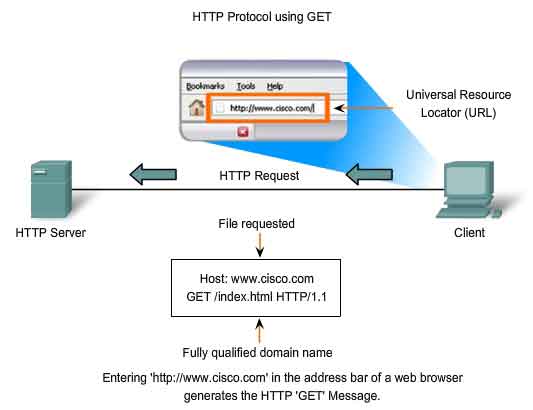 HTTP Protocol using GET
Bookmarks Tools Help
http://www.cisco.com/
Universal Resource
Locator (URL)
HTTP Request
HTTP Server
Client
File requested
Host: www.cisco.com
GET /index.html HTTP/1.1
Fully qualified domain name
Entering 'http://www.cisco.com' in the address bar of a web browser
generates the HTTP 'GET' Message.